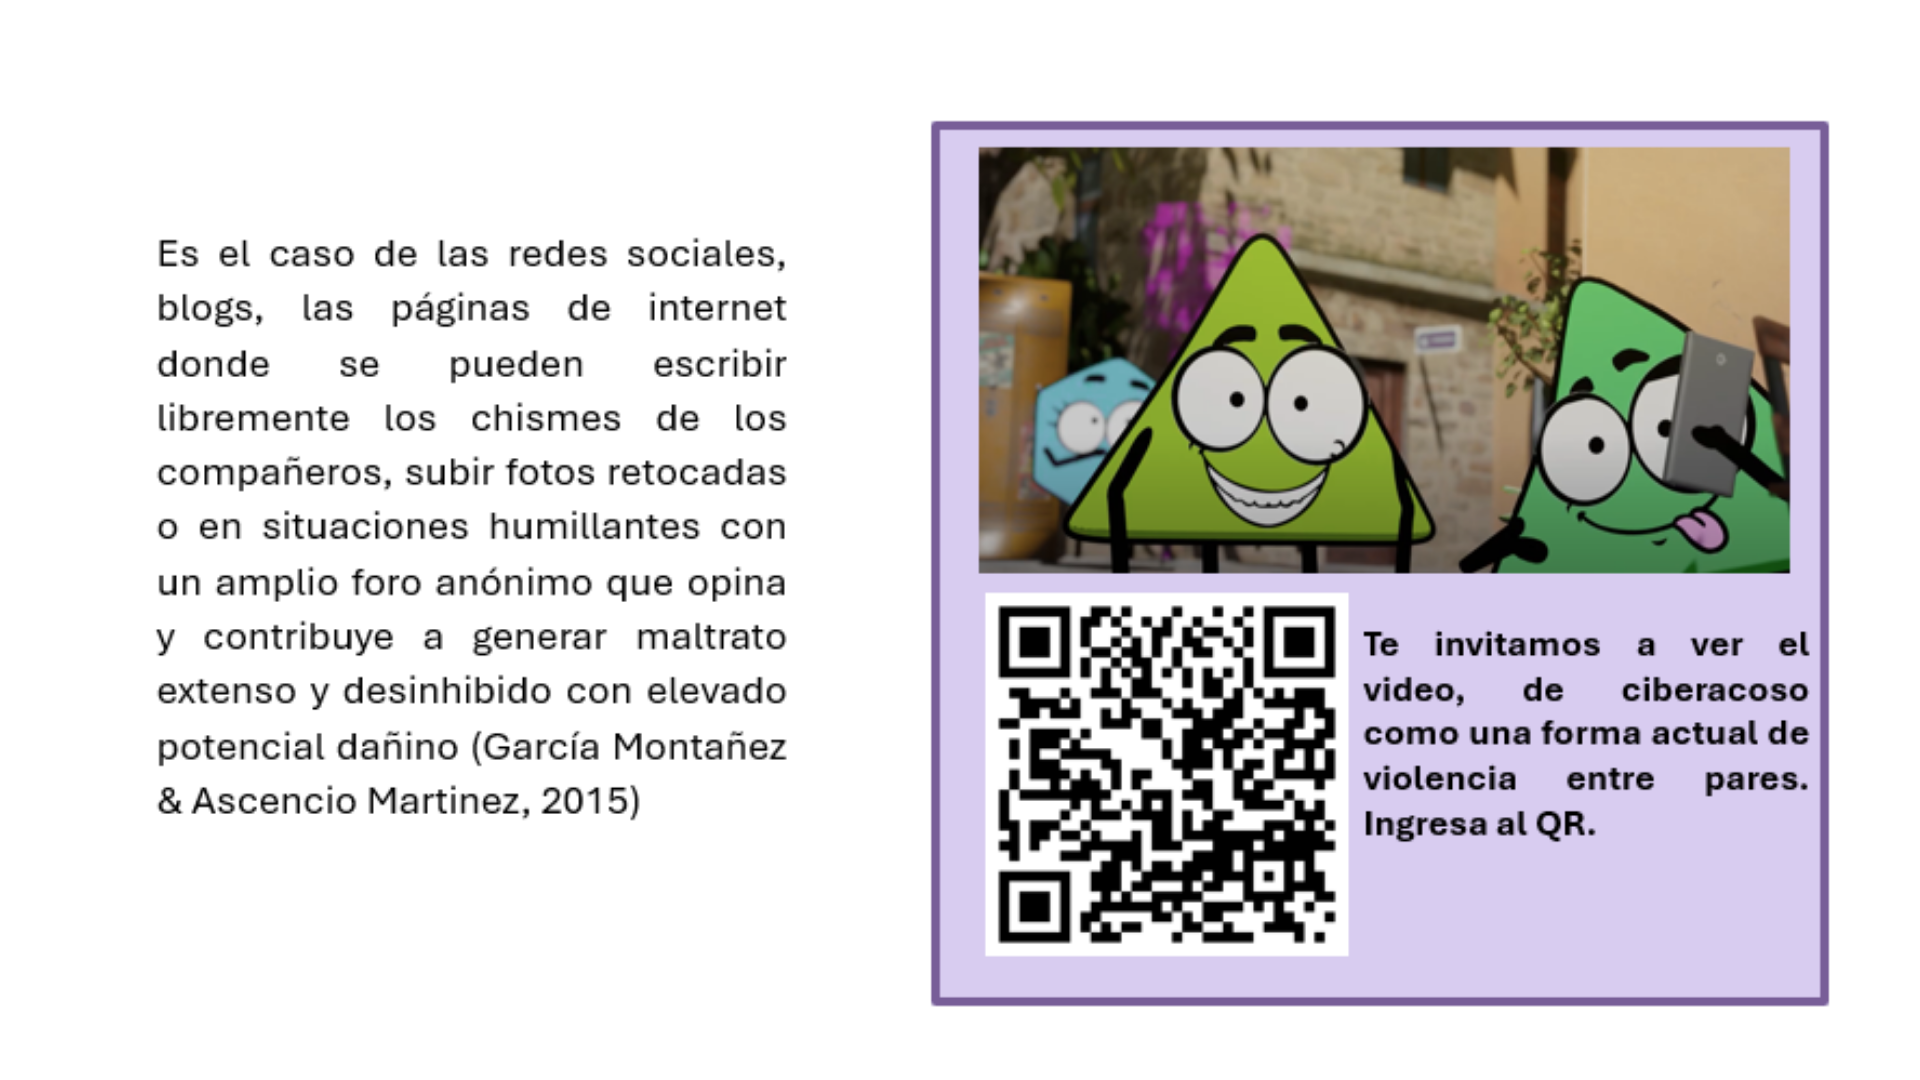 Es el caso de las redes sociales,
blogs, las páginas de internet
donde se pueden escribir
libremente los chismes de los
compañeros, subir fotos retocadas
o en situaciones humillantes con
un amplio foro anónimo que opina
y contribuye a generar maltrato
extenso y desinhibido con elevado
potencial dañino (García Montañez
& Ascencio Martinez, 2015)
Te invitamos a ver el
video, de ciberacoso
como una forma actual de
violencia entre pares.
Ingresa al QR.